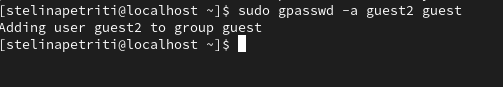 [stelinapetriti@localhost ~]$ sudo gpasswd -a guest2 guest
Adding user guest2 to group guest
[stelinapetriti@localhost ~]$